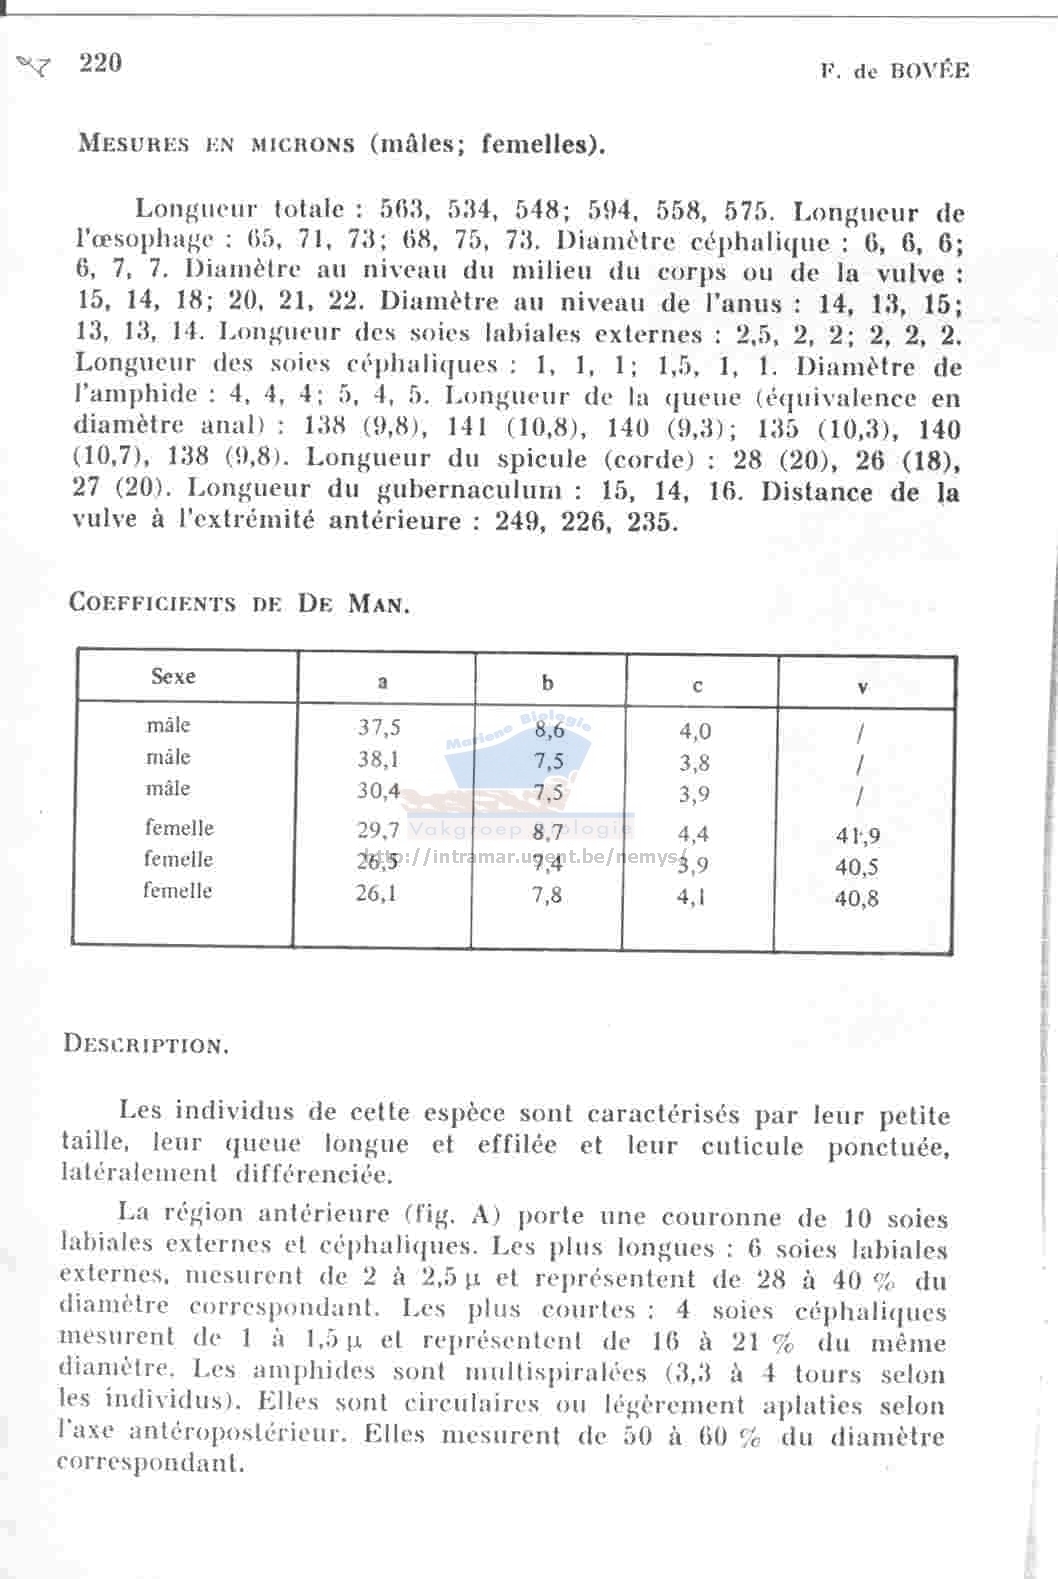 220
F. de BOVÉE
MESURES EN MICRONS (mâles; femelles).
Longueur totale : 563, 534, 548; 594, 558, 575. Longueur de
l'œsophage : 65, 71, 73; 68, 75, 73. Diamètre céphalique : 6, 6, 6;
6, 7, 7. Diamètre au niveau du milieu du corps ou de la vulve :
15, 14, 18; 20, 21, 22. Diamètre au niveau de l'anus : 14, 13, 15;
13, 13, 14. Longueur des soies labiales externes : 2,5, 2, 2; 2, 2, 2.
Longueur des soies céphaliques : 1, 1, 1; 1,5, 1, 1. Diamètre de
l'amphide : 4, 4, 4; 5, 4, 5. Longueur de la queue (équivalence en
diamètre anal) : 138 (9,8), 141 (10,8), 140 (9,3); 135 (10,3), 140
(10,7), 138 (9,8). Longueur du spicule (corde) : 28 (20), 26 (18),
27 (20). Longueur du gubernaculum : 15, 14, 16. Distance de la
vulve à l'extrémité antérieure : 249, 226, 235.
COEFFICIENTS DE DE MAN.
Sexe a b c v
mâle 37,5 8,6 4,0 /
mâle 38,1 7,5 3,8 /
mâle 30,4 7,5 3,9 /
femelle 29,7 8,7 4,4 41,9
femelle 26,5 7,4 3,9 40,5
femelle 26,1 7,8 4,1 40,8
Mariene Biologie
Vakgroep Biologie
http://intramar.ugent.be/nemys/
DESCRIPTION.
Les individus de cette espèce sont caractérisés par leur petite
taille, leur queue longue et effilée et leur cuticule ponctuée,
latéralement différenciée.
La région antérieure (fig. A) porte une couronne de 10 soies
labiales externes et céphaliques. Les plus longues : 6 soies labiales
externes, mesurent de 2 à 2,5 µ et représentent de 28 à 40 % du
diamètre correspondant. Les plus courtes : 4 soies céphaliques
mesurent de 1 à 1,5 µ et représentent de 16 à 21 % du même
diamètre. Les amphides sont multispiralées (3,3 à 4 tours selon
les individus). Elles sont circulaires ou légèrement aplaties selon
l'axe antéropostérieur. Elles mesurent de 50 à 60 % du diamètre
correspondant.